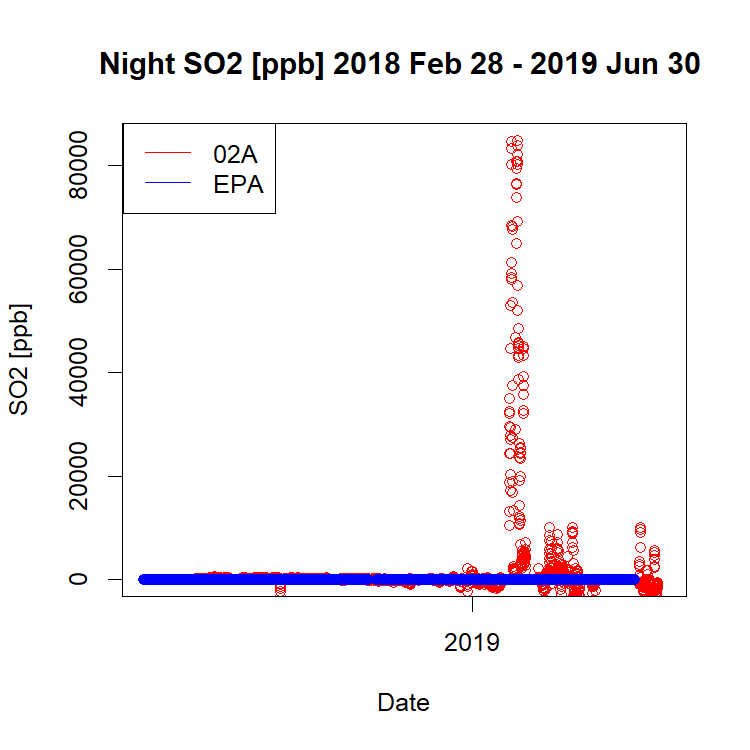 Night SO2 [ppb] 2018 Feb 28 - 2019 Jun 30
02A
EPA
SO2 [ppb]
80000
60000
40000
20000
0
2019
Date